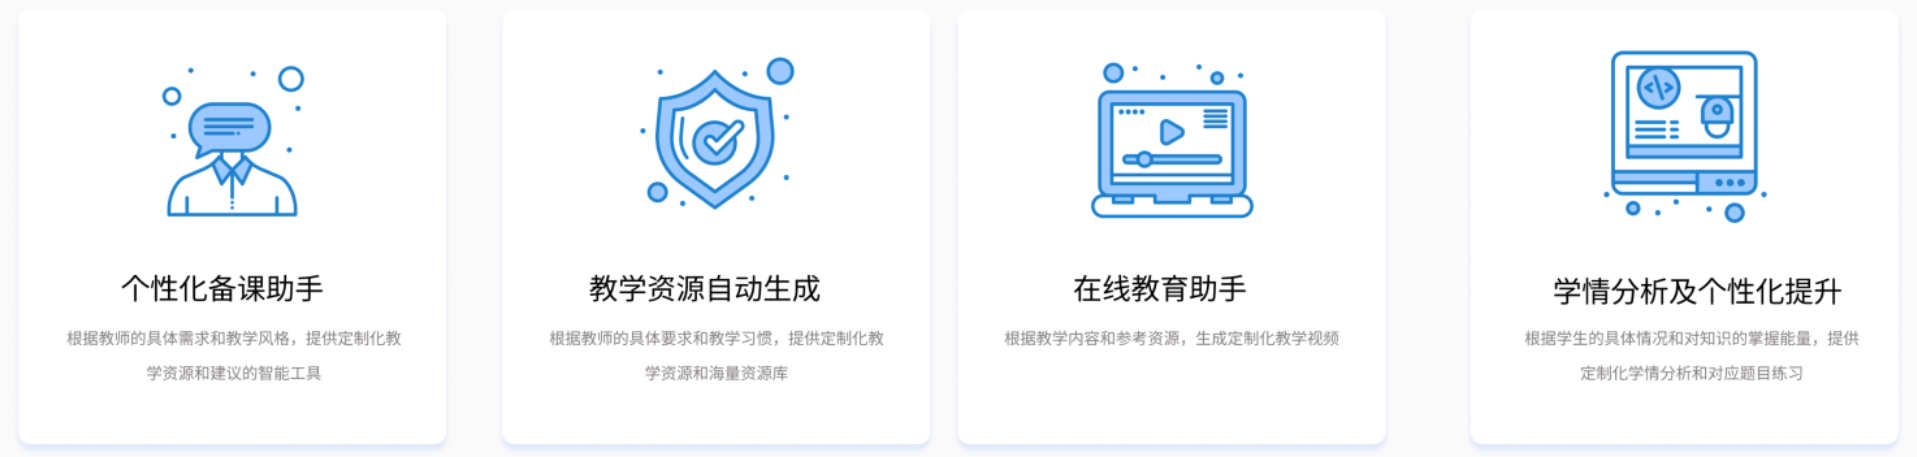 个性化备课助手
根据教师的具体需求和教学风格，提供定制化教
学资源和建议的智能工具
教学资源自动生成
根据教师的具体要求和教学习惯，提供定制化教
学资源和海量资源库
在线教育助手
根据教学内容和参考资源，生成定制化教学视频
学情分析及个性化提升
根据学生的具体情况和对知识的掌握能量，提供
定制化学情分析和对应题目练习